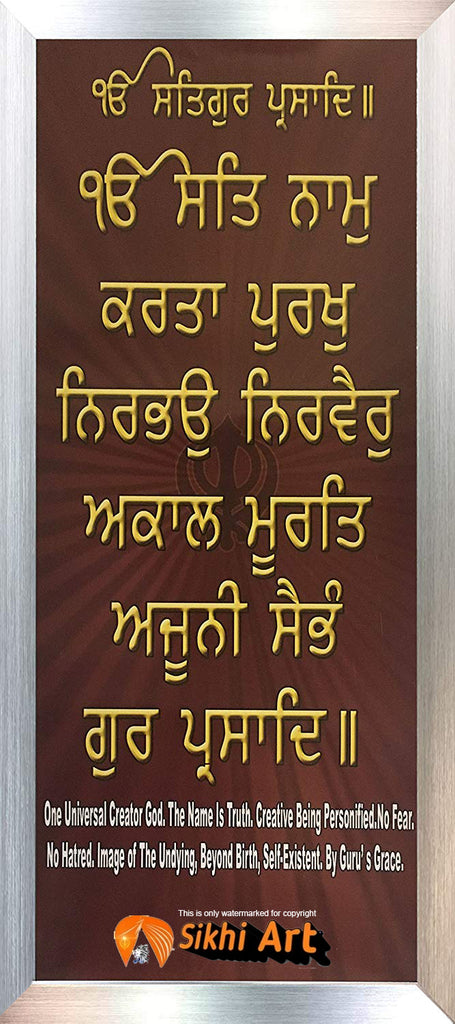 ੴ ਸਤਿਗੁਰ ਪ੍ਰਸਾਦਿ॥
ੴ ਸਤਿ ਨਾਮੁ
ਕਰਤਾ ਪੁਰਖੁ
ਨਿਰਭਉ ਨਿਰਵੈਰੁ
ਅਕਾਲ ਮੂਰਤਿ
ਅਜੂਨੀ ਸੈਭੰ
ਗੁਰ ਪ੍ਰਸਾਦਿ॥
One Universal Creator God. The Name Is Truth. Creative Being Personified.No Fear.
No Hatred. Image of The Undying, Beyond Birth, Self-Existent. By Guru's Grace.
This is only watermarked for copyright
Sikhi Art